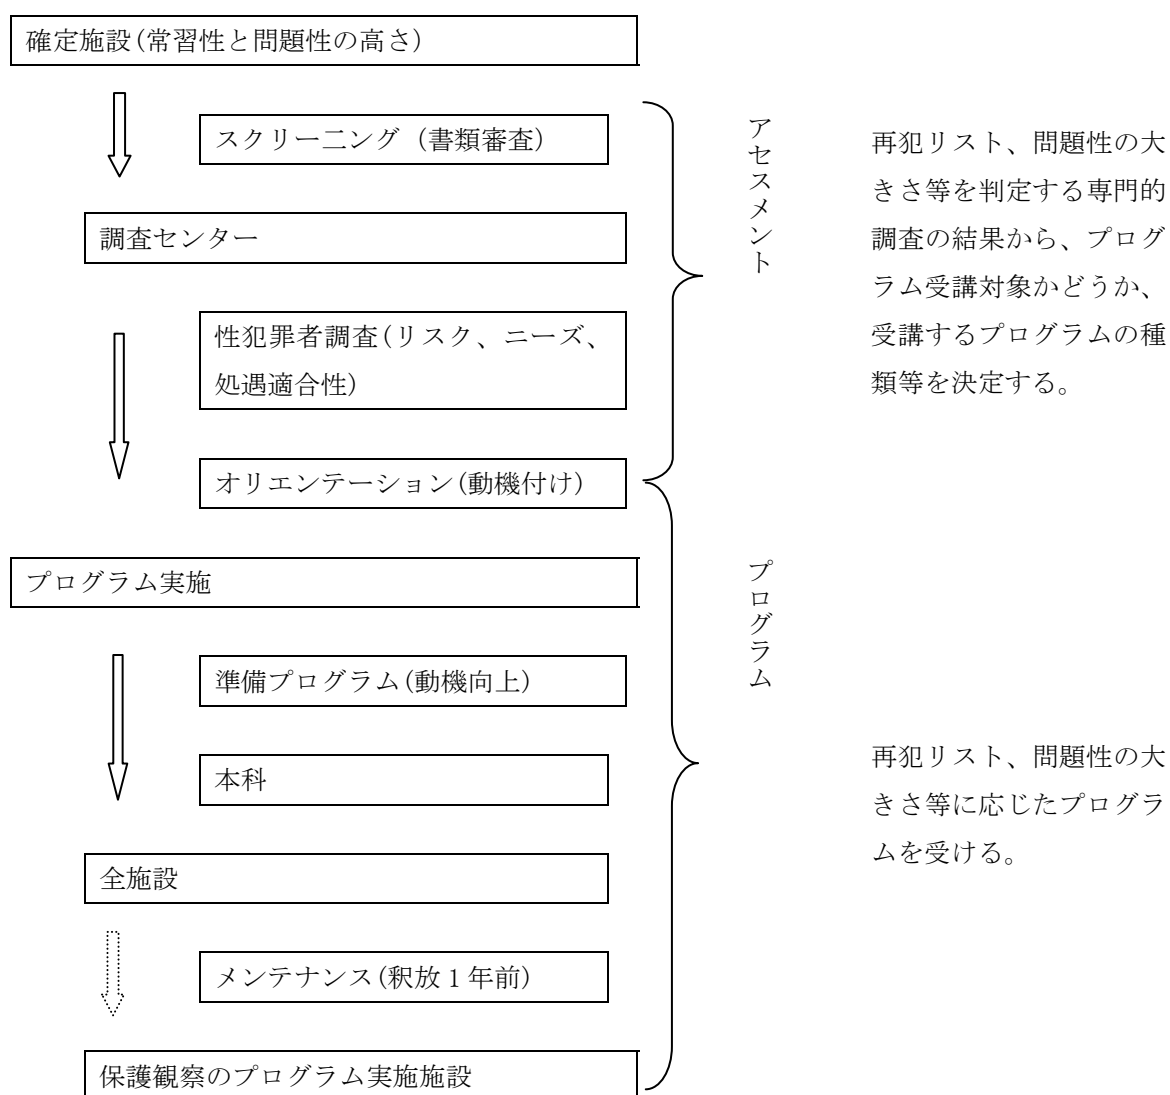 確定施設(常習性と問題性の高さ)
スクリー二ング (書類審査)
調査センター
性犯罪者調査(リスク、ニーズ、
処遇適合性)
オリエンテーション(動機付け)
アセスメント
再犯リスト、問題性の大
きさ等を判定する専門的
調査の結果から、プログ
ラム受講対象かどうか、
受講するプログラムの種
類等を決定する。
プログラム実施
準備プログラム(動機向上)
本科
全施設
メンテナンス(釈放1年前)
保護観察のプログラム実施施設
プログラム
再犯リスト、問題性の大
きさ等に応じたプログラ
ムを受ける。